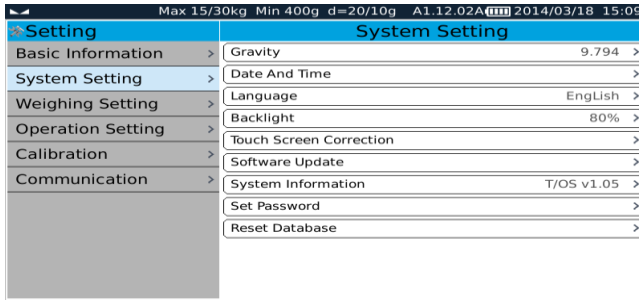 Max 15/30kg Min 400g d=20/10g A1.12.02A 2014/03/18 15:09
Setting
System Setting
Basic Information >
System Setting >
Weighing Setting >
Operation Setting >
Calibration >
Communication >
Gravity 9.794 >
Date And Time >
Language EngLish >
Backlight 80% >
Touch Screen Correction >
Software Update >
System Information T/OS v1.05 >
Set Password >
Reset Database >